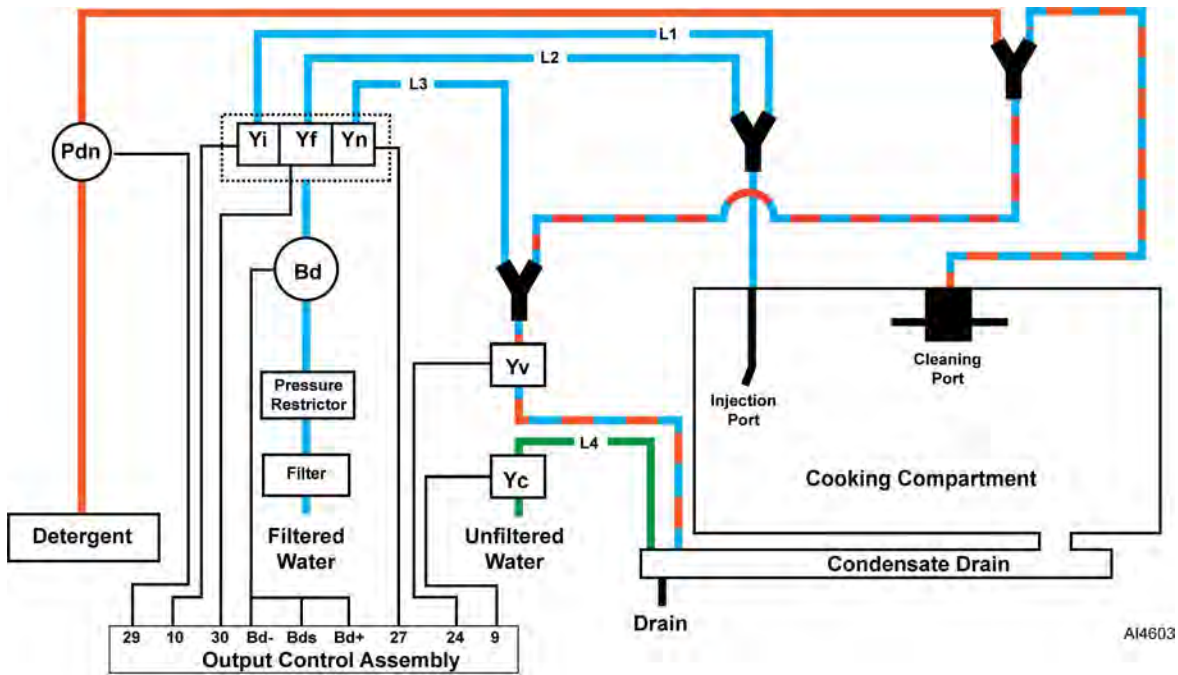 L1
L2
L3
Pdn
Yi Yf Yn
Bd
Yv
Pressure
Restrictor
Cleaning
Port
Injection
Port
L4
Filter
Yc
Cooking Compartment
Detergent
Filtered
Water
Unfiltered
Water
Condensate Drain
Drain
29 10 30 Bd- Bds Bd+ 27 24 9
Output Control Assembly
AI4603